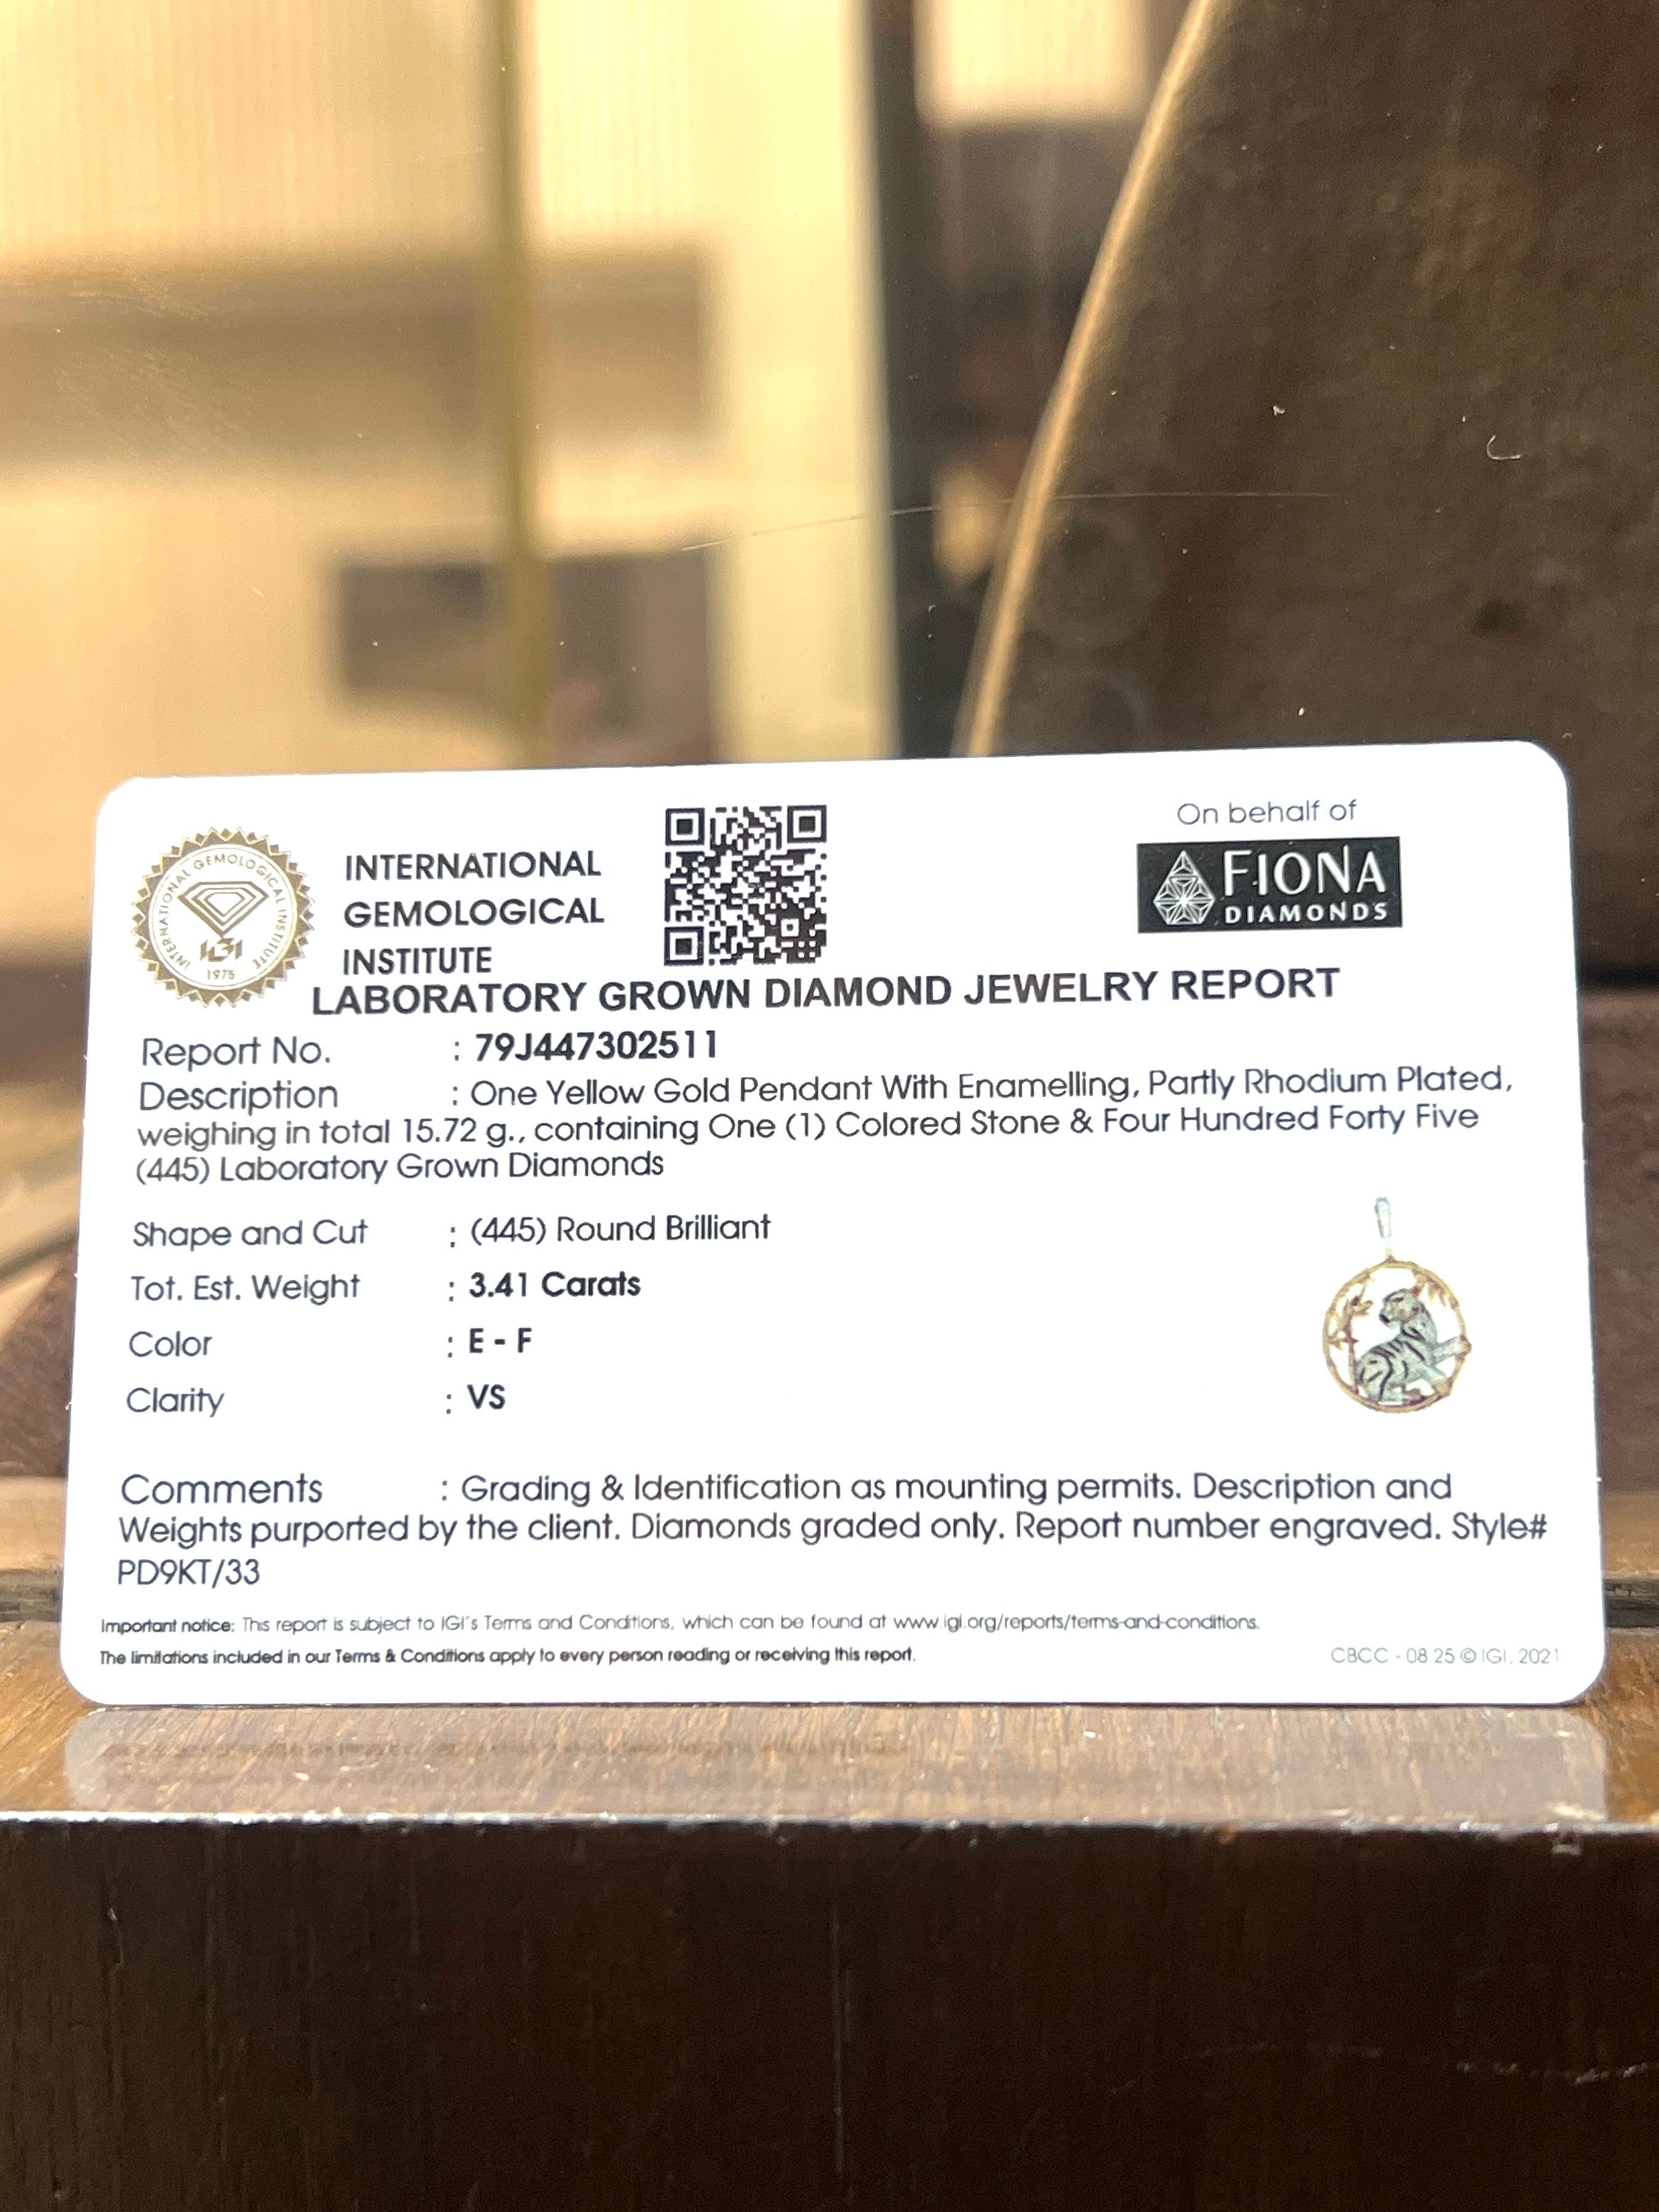 INTERNATIONAL GEMOLOGICAL INSTITUTE
IGI
1975
INTERNATIONAL
GEMOLOGICAL
INSTITUTE
On behalf of
FIONA
DIAMONDS
LABORATORY GROWN DIAMOND JEWELRY REPORT
Report No. : 79J447302511
Description : One Yellow Gold Pendant With Enamelling, Partly Rhodium Plated,
weighing in total 15.72 g., containing One (1) Colored Stone & Four Hundred Forty Five
(445) Laboratory Grown Diamonds
Shape and Cut : (445) Round Brilliant
Tot. Est. Weight : 3.41 Carats
Color : E - F
Clarity : VS
Comments : Grading & Identification as mounting permits. Description and
Weights purported by the client. Diamonds graded only. Report number engraved. Style#
PD9KT/33
Important notice: This report is subject to IGI's Terms and Conditions, which can be found at www.igi.org/reports/terms-and-conditions.
The limitations included in our Terms & Conditions apply to every person reading or receiving this report.
CBCC - 08.25 © IGI, 2021